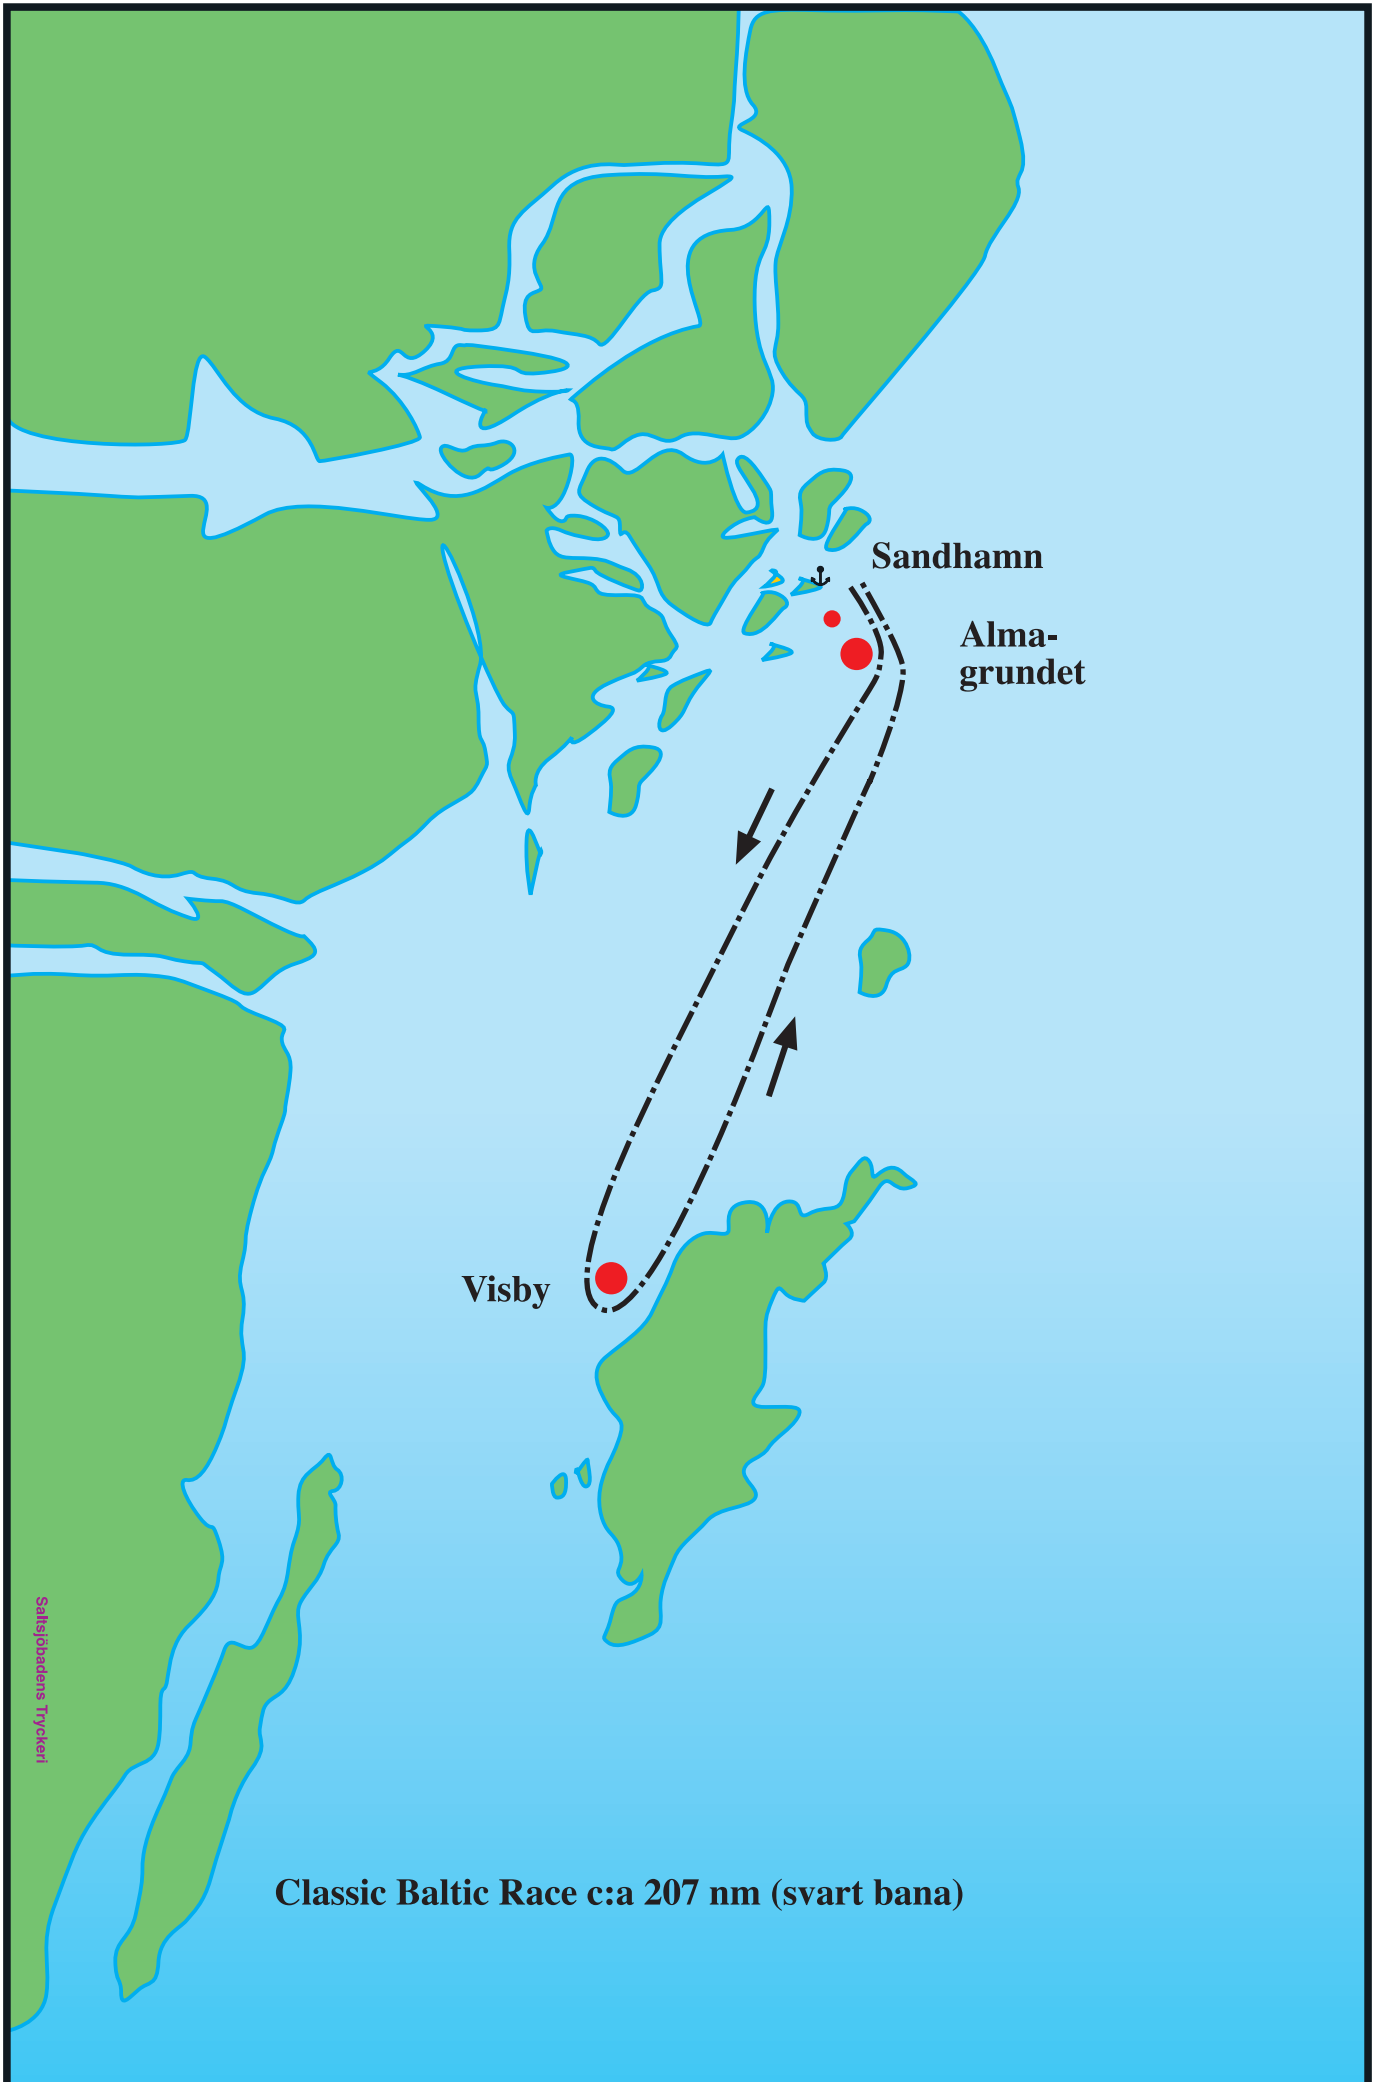 Sandhamn
Alma-
grundet
Visby
Saltsjöbadens Tryckeri
Classic Baltic Race c:a 207 nm (svart bana)